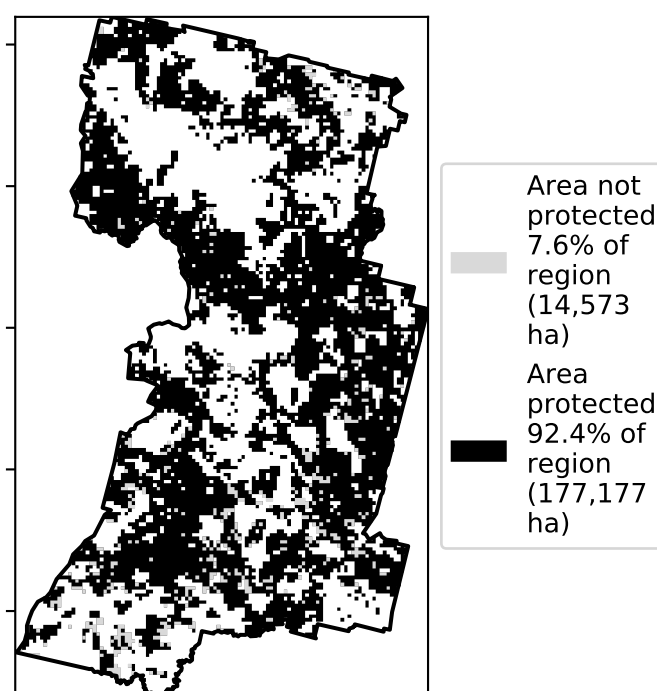 Area not
protected
7.6% of
region
(14,573
ha)
Area
protected
92.4% of
region
(177,177
ha)